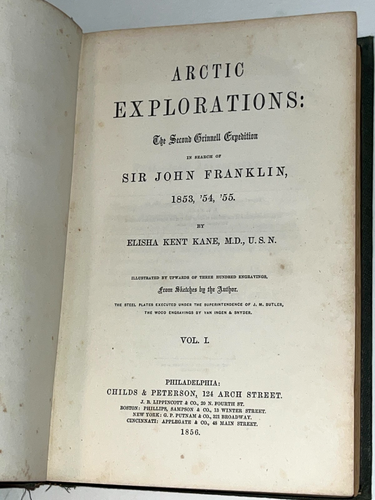 ARCTIC
EXPLORATIONS:
The Second Grinnell Expedition
IN SEARCH OF
SIR JOHN FRANKLIN,
1853, '54, '55.
BY
ELISHA KENT KANE, M.D., U.S.N.
ILLUSTRATED BY UPWARDS OF THREE HUNDRED ENGRAVINGS,
From Sketches by the Author.
THE STEEL PLATES EXECUTED UNDER THE SUPERINTENDENCE OF J. M. BUTLER,
THE WOOD ENGRAVINGS BY VAN INGEN & SNYDER.
VOL. I.
PHILADELPHIA:
CHILDS & PETERSON, 124 ARCH STREET.
J. B. LIPPINCOTT & CO., 20 N. FOURTH ST.
BOSTON: PHILLIPS, SAMPSON & CO., 13 WINTER STREET.
NEW YORK: G. P. PUTNAM & CO., 321 BROADWAY.
CINCINNATI: APPLEGATE & CO., 48 MAIN STREET.
1856.